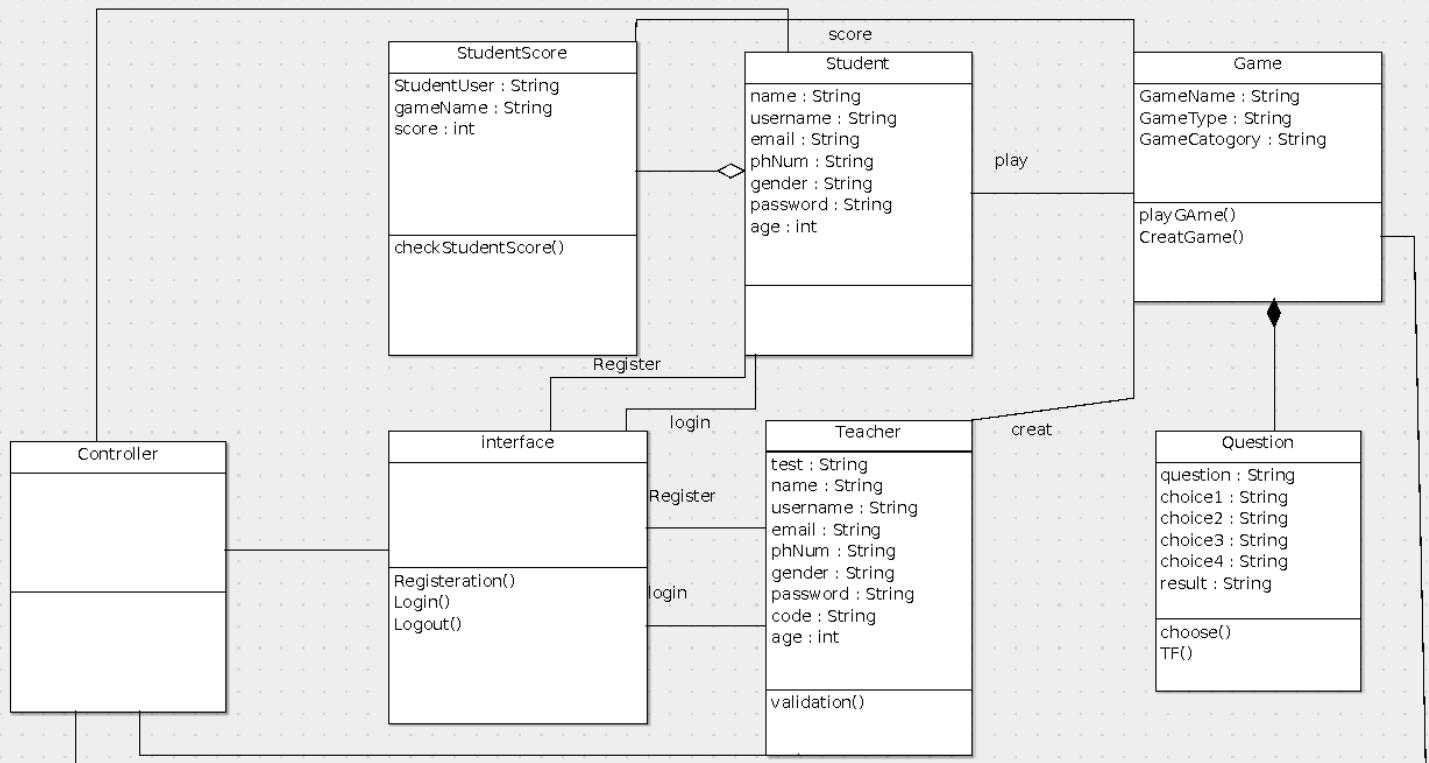 score
StudentScore
StudentUser : String
gameName : String
score : int
checkStudentScore()
Student
name : String
username : String
email : String
phNum : String
gender : String
password : String
age : int
play
Game
GameName : String
GameType : String
GameCatogory : String
playGAme()
CreatGame()
Register
login
creat
Controller
interface
Registeration()
Login()
Logout()
Register
login
Teacher
test : String
name : String
username : String
email : String
phNum : String
gender : String
password : String
code : String
age : int
validation()
Question
question : String
choice1 : String
choice2 : String
choice3 : String
choice4 : String
result : String
choose()
TF()